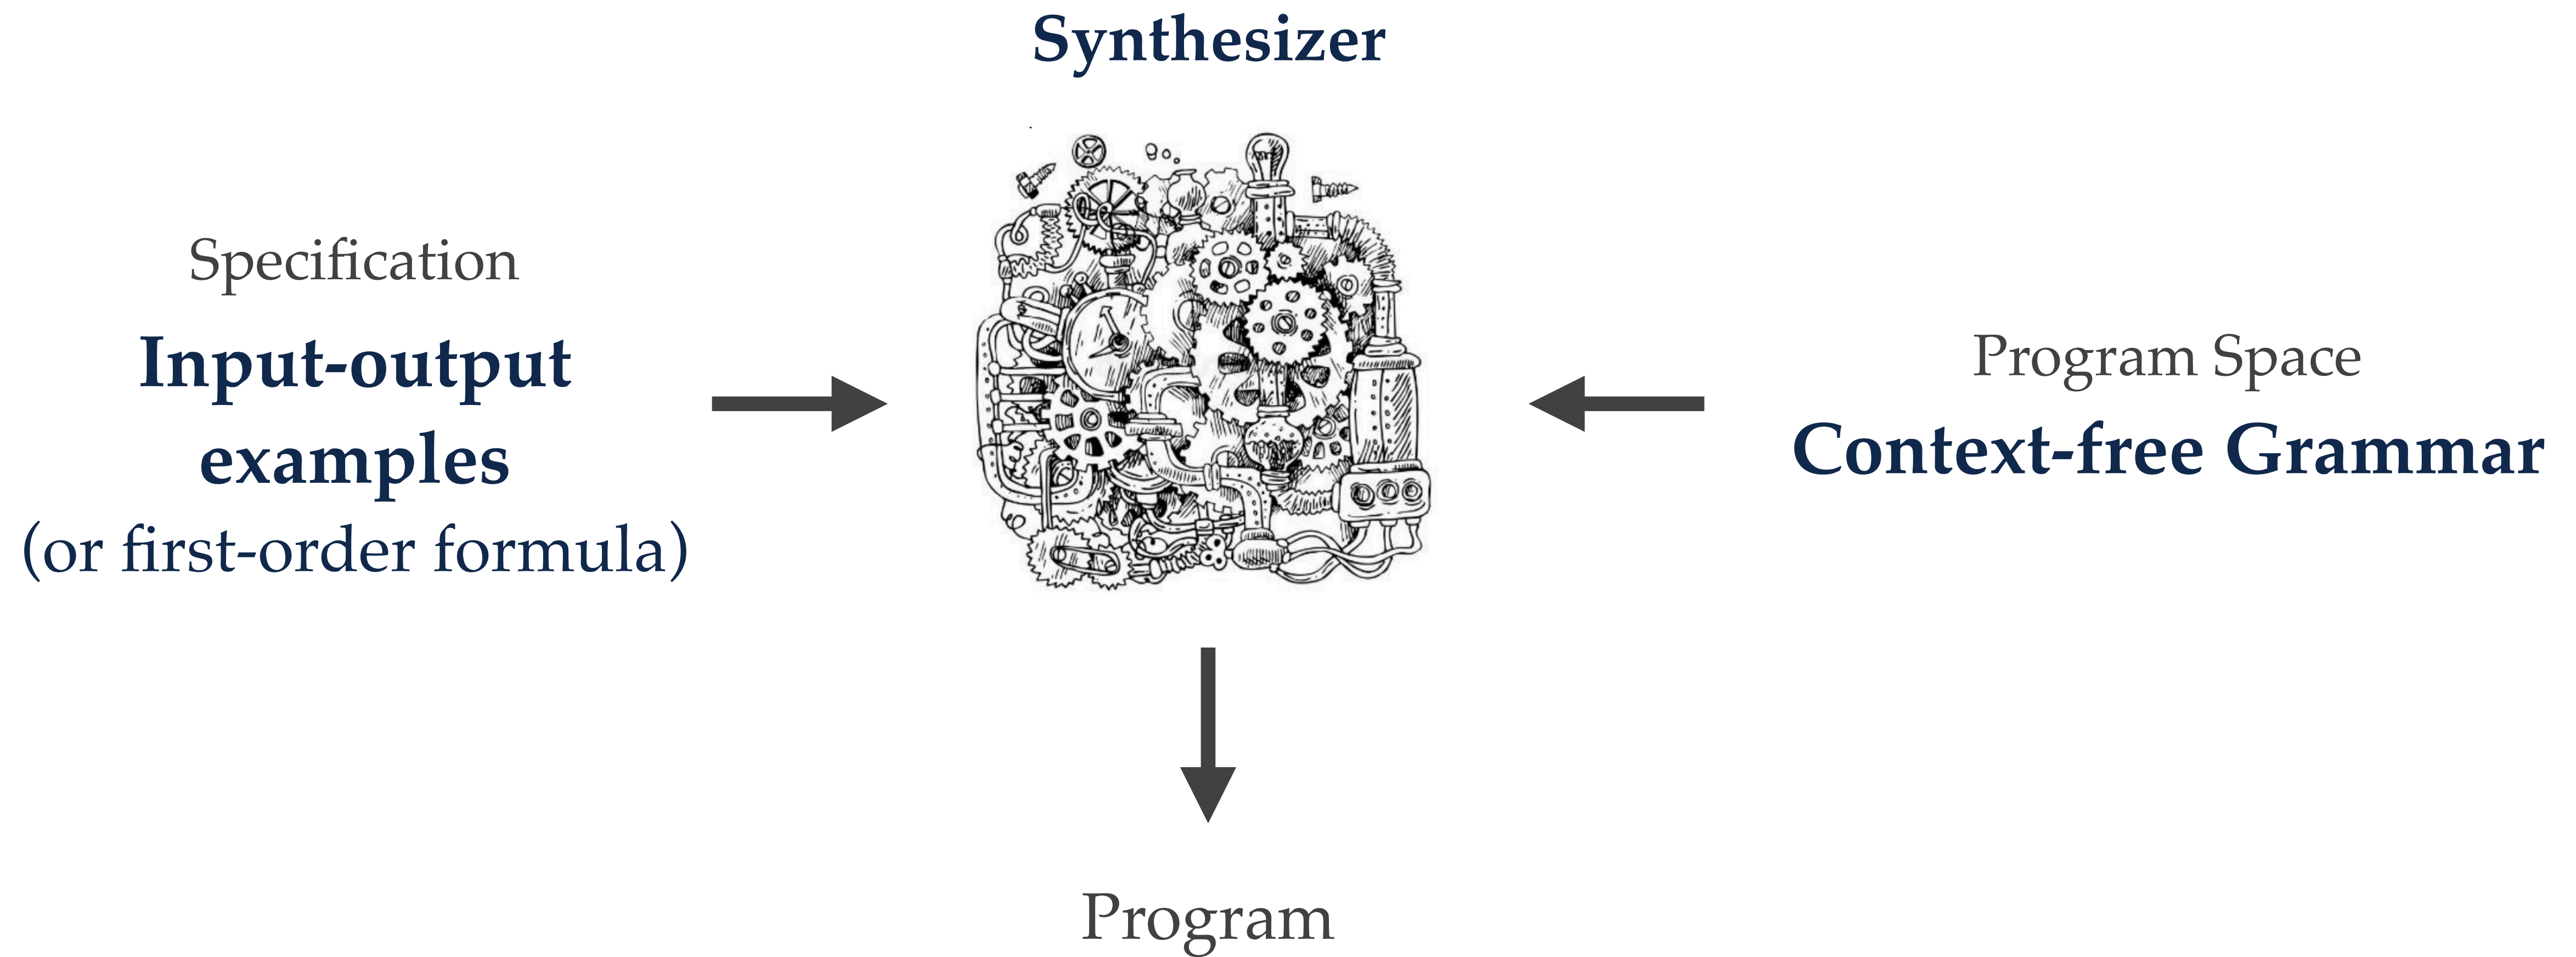 Synthesizer
Specification
Input-output
examples
(or first-order formula)
Program Space
Context-free Grammar
Program